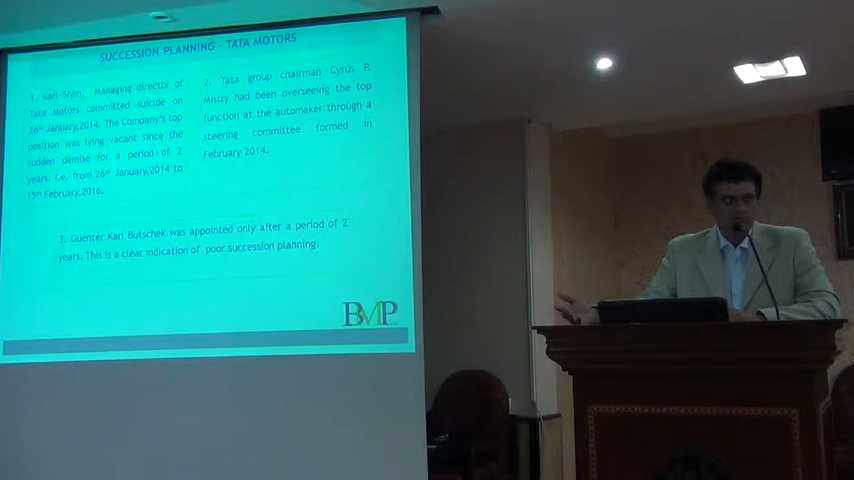 SUCCESSION PLANNING - TATA MOTORS
1. Karl Slym, Managing director of
Tata Motors committed suicide on
26th January,2014. The Company's top
position was lying vacant since the
sudden demise for a period of 2
years. I.e. from 26th January,2014 to
15th February,2016.
2. Tata group chairman Cyrus P.
Mistry had been overseeing the top
function at the automaker through a
steering committee formed in
February 2014.
3. Guenter Karl Butschek was appointed only after a period of 2
years. This is a clear indication of poor succession planning.
BMP